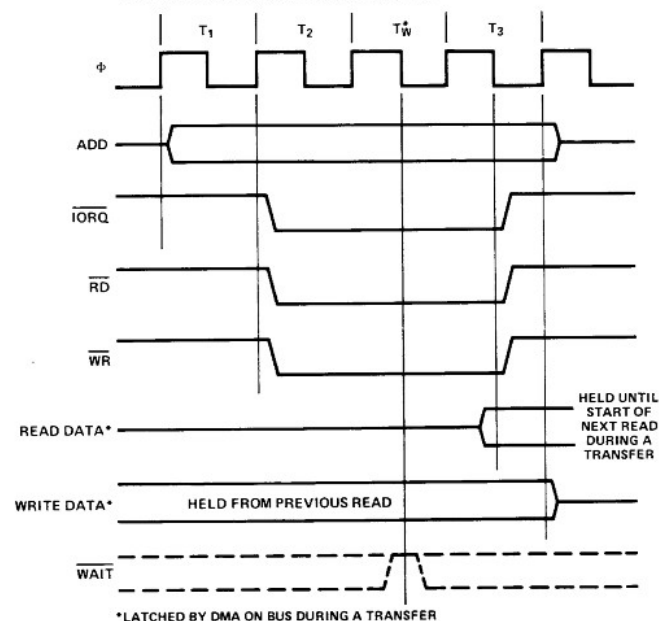 T1 T2 T*W T3
Φ
ADD
IORQ
RD
WR
READ DATA*
HELD UNTIL
START OF
NEXT READ
DURING A
TRANSFER
WRITE DATA*
HELD FROM PREVIOUS READ
WAIT
*LATCHED BY DMA ON BUS DURING A TRANSFER